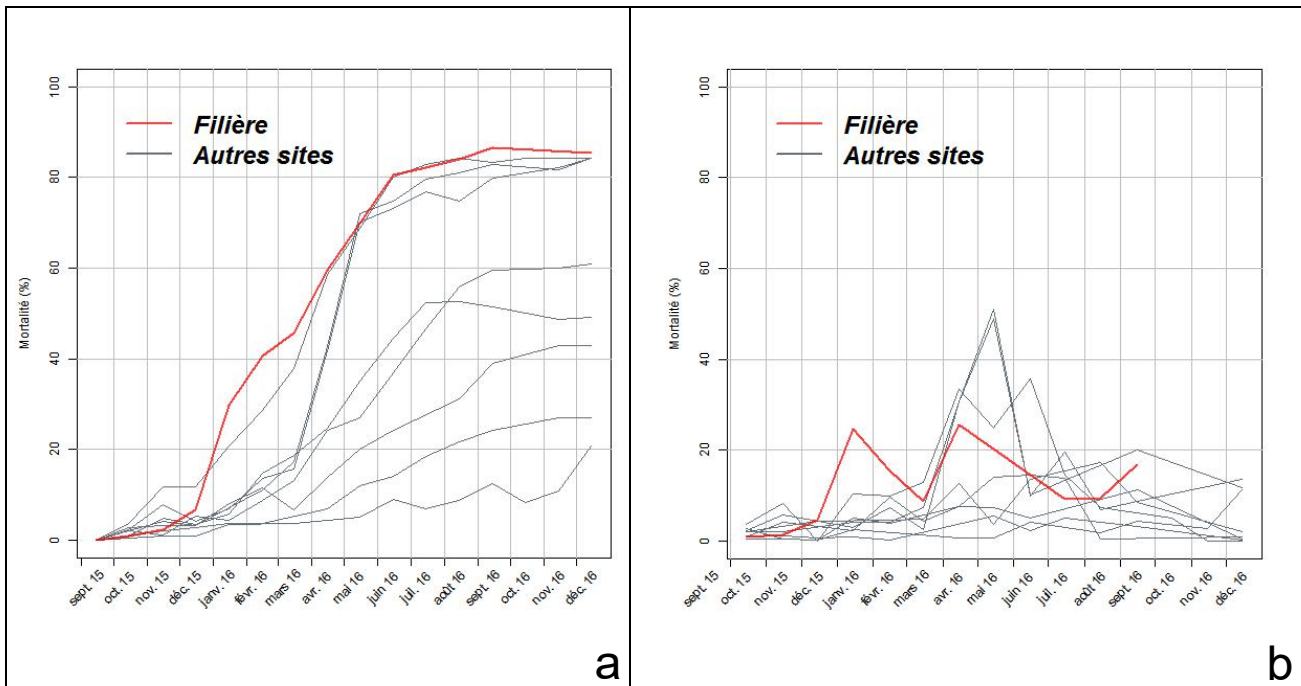 Mortalité (%)
100
80
60
40
20
0
Filière
Autres sites
sept. 15
oct. 15
nov. 15
déc. 15
janv. 16
févr. 16
mars 16
avr. 16
mai 16
juin 16
jul. 16
août 16
sept. 16
oct. 16
nov. 16
déc. 16
a
Mortalité (%)
100
80
60
40
20
0
Filière
Autres sites
sept. 15
oct. 15
nov. 15
déc. 15
janv. 16
févr. 16
mars 16
avr. 16
mai 16
juin 16
jul. 16
août 16
sept. 16
oct. 16
nov. 16
déc. 16
b